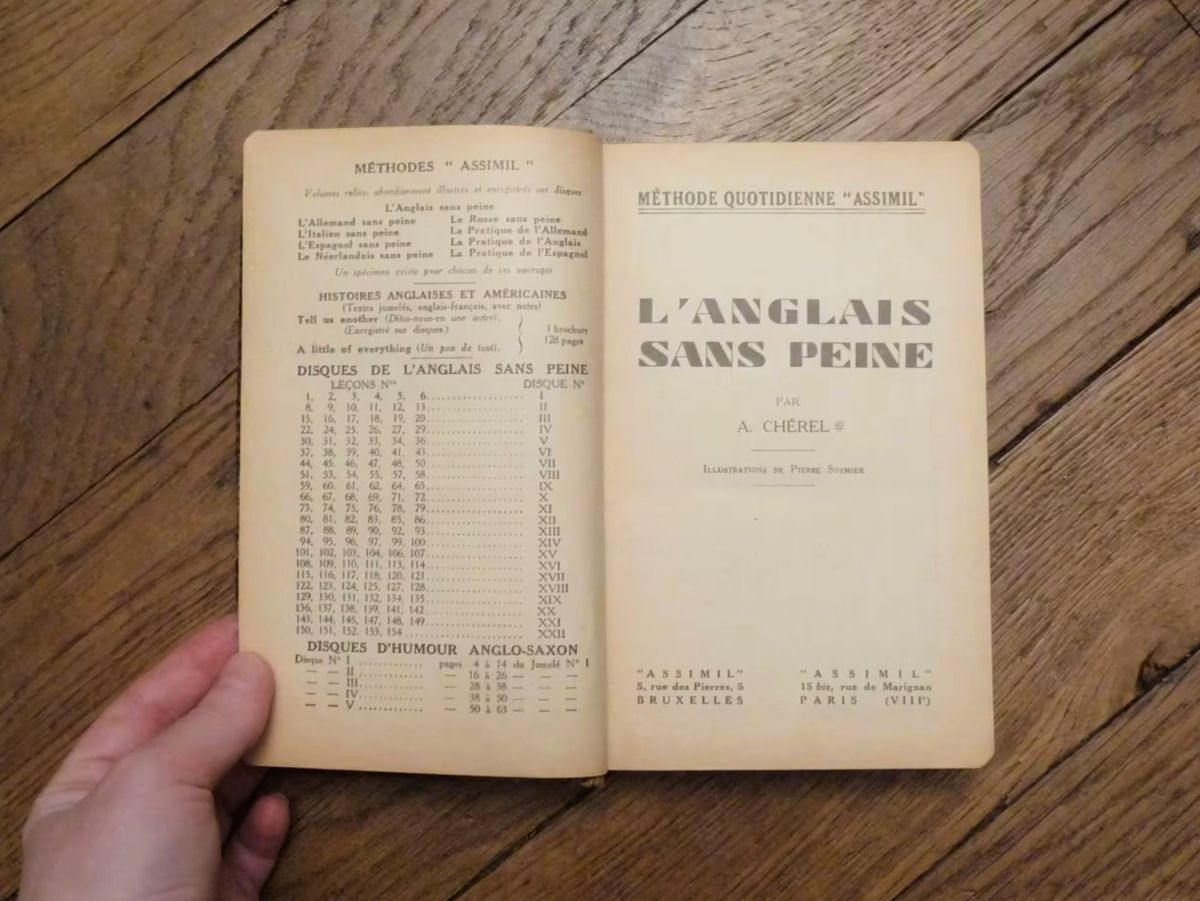 MÉTHODES " ASSIMIL "
Volumes reliés, abondamment illustrés et enregistrés sur disques
L'Anglais sans peine
L'Allemand sans peine Le Russe sans peine
L'Italien sans peine La Pratique de l'Allemand
L'Espagnol sans peine La Pratique de l'Anglais
Le Néerlandais sans peine La Pratique de l'Espagnol
Un spécimen existe pour chacun de ces ouvrages
HISTOIRES ANGLAISES ET AMÉRICAINES
(Textes jumelés, anglais-français, avec notes)
Tell us another (Dites-nous-en une autre).
(Enregistré sur disques.)
1 brochure
128 pages
A little of everything (Un peu de tout).
DISQUES DE L'ANGLAIS SANS PEINE
LEÇONS Nos DISQUE N°
1, 2, 3, 4, 5, 6.................... I
8, 9, 10, 11, 12, 13.................... II
15, 16, 17, 18, 19, 20.................... III
22, 24, 25, 26, 27, 29.................... IV
30, 31, 32, 33, 34, 36.................... V
37, 38, 39, 40, 41, 43.................... VI
44, 45, 46, 47, 48, 50.................... VII
51, 53, 54, 55, 57, 58.................... VIII
59, 60, 61, 62, 64, 65.................... IX
66, 67, 68, 69, 71, 72.................... X
73, 74, 75, 76, 78, 79.................... XI
80, 81, 82, 83, 85, 86.................... XII
87, 88, 89, 90, 92, 93.................... XIII
94, 95, 96, 97, 99, 100.................... XIV
101, 102, 103, 104, 106, 107.................... XV
108, 109, 110, 111, 113, 114.................... XVI
115, 116, 117, 118, 120, 121.................... XVII
122, 123, 124, 125, 127, 128.................... XVIII
129, 130, 131, 132, 134, 135.................... XIX
136, 137, 138, 139, 141, 142.................... XX
143, 144, 145, 146, 148, 149.................... XXI
150, 151, 152, 153, 154.................... XXII
DISQUES D'HUMOUR ANGLO-SAXON
Disque N° I ............ pages 4 à 14 du Jumelé N° I
— — II ............ — 16 à 26 — — —
— — III ............ — 28 à 38 — — —
— — IV ............ — 38 à 50 — — —
— — V ............ — 50 à 63 — — —
MÉTHODE QUOTIDIENNE "ASSIMIL"
L'ANGLAIS
SANS PEINE
PAR
A. CHÉREL
ILLUSTRATIONS DE PIERRE SOYMIER
"ASSIMIL"
5, rue des Pierres, 5
BRUXELLES
"ASSIMIL"
15 bis, rue de Marignan
PARIS (VIIIe)